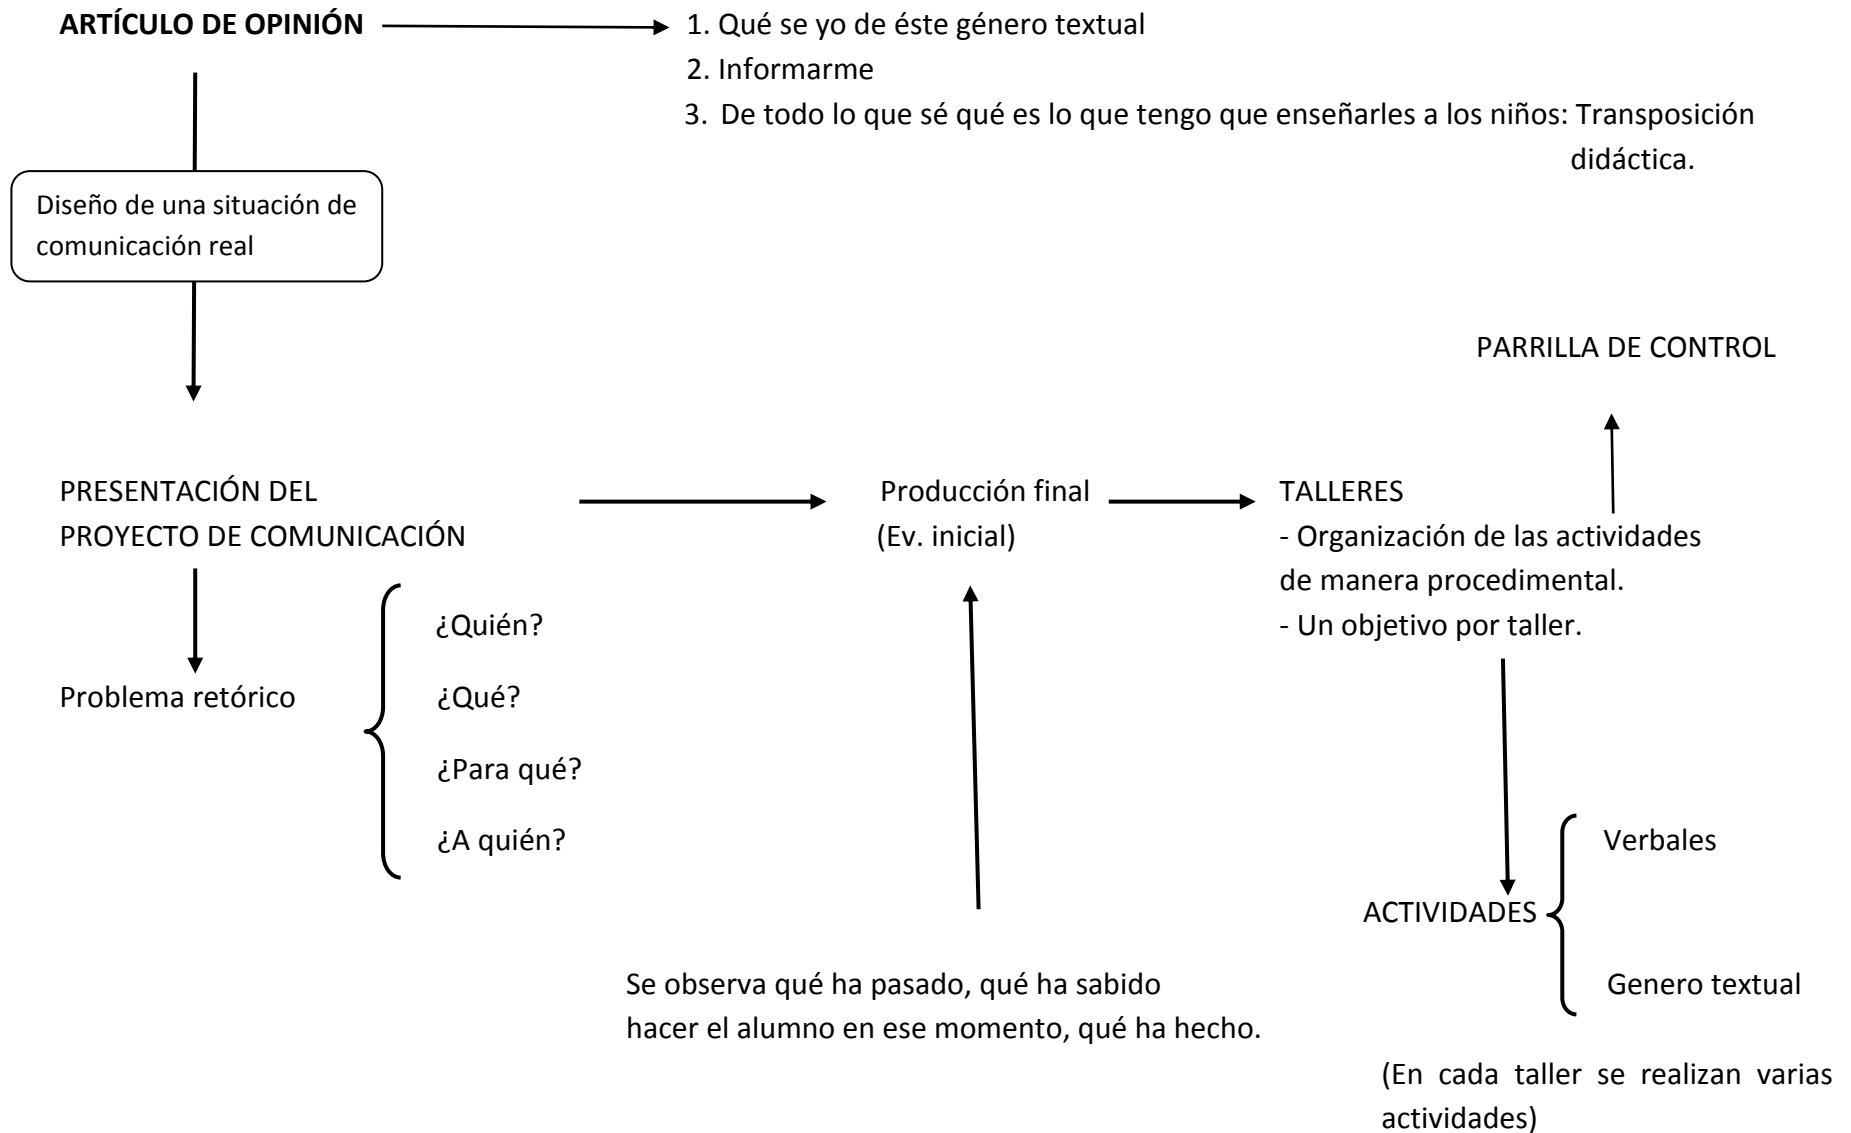 ARTÍCULO DE OPINIÓN
1. Qué se yo de éste género textual
2. Informarme
3. De todo lo que sé qué es lo que tengo que enseñarles a los niños: Transposición
didáctica.
Diseño de una situación de
comunicación real
PARRILLA DE CONTROL
PRESENTACIÓN DEL
PROYECTO DE COMUNICACIÓN
Producción final
(Ev. inicial)
TALLERES
- Organización de las actividades
de manera procedimental.
- Un objetivo por taller.
Problema retórico
¿Quién?
¿Qué?
¿Para qué?
¿A quién?
Se observa qué ha pasado, qué ha sabido
hacer el alumno en ese momento, qué ha hecho.
ACTIVIDADES
Verbales
Genero textual
(En cada taller se realizan varias
actividades)